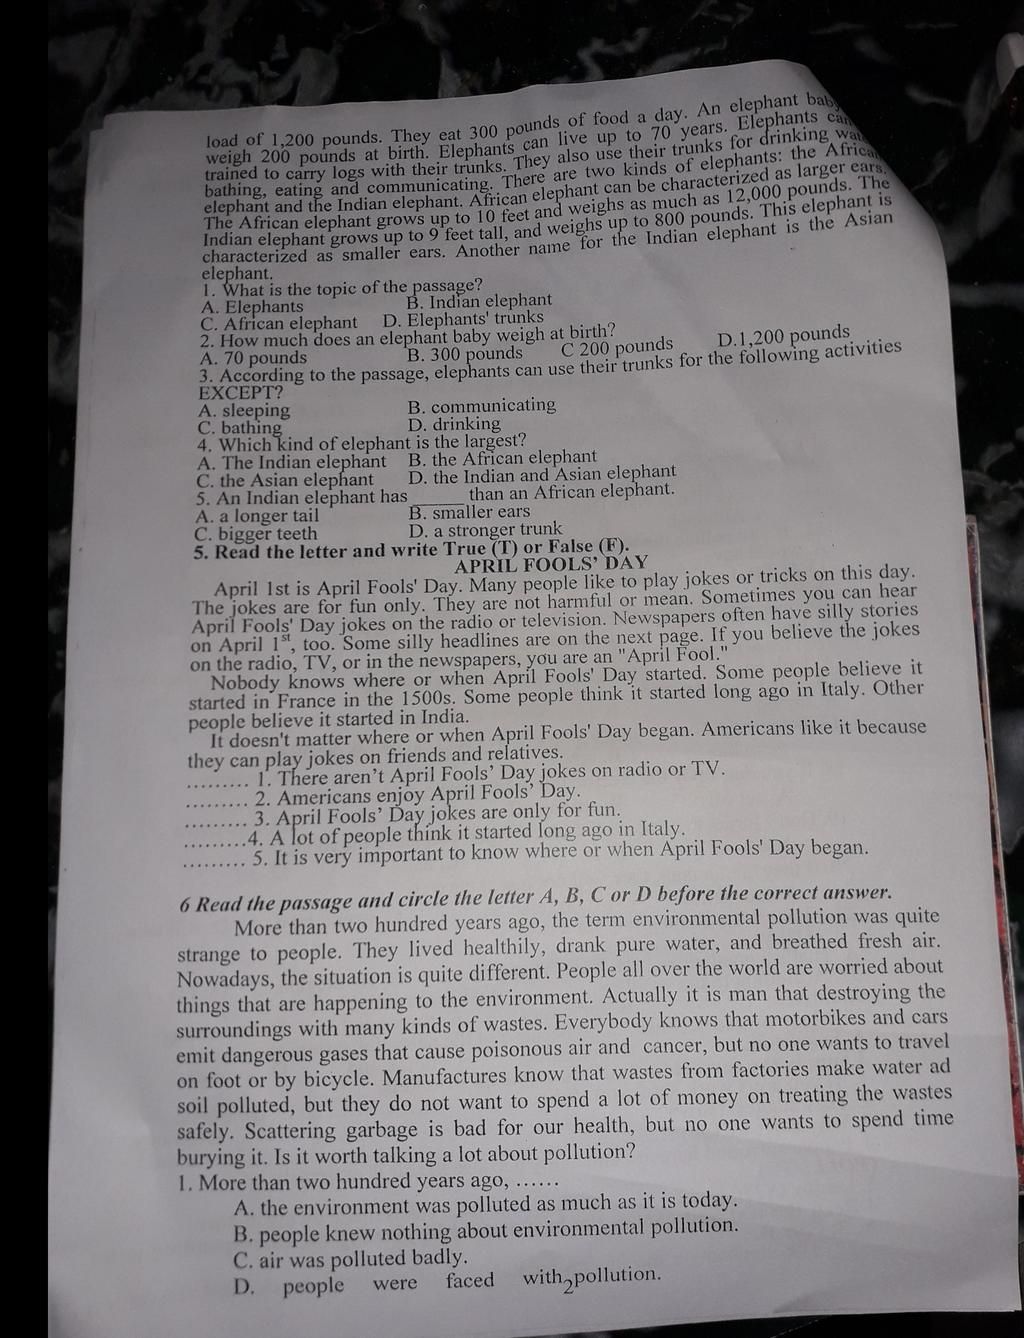 load of 1,200 pounds. They eat 300 pounds of food a day. An elephant baby
weigh 200 pounds at birth. Elephants can live up to 70 years. Elephants can
trained to carry logs with their trunks. They also use their trunks for drinking
bathing, eating and communicating. There are two kinds of elephants: the
elephant and the Indian elephant. African elephant can be characterized as larger ears.
The African elephant grows up to 10 feet and weighs as much as 12,000 pounds. The
Indian elephant grows up to 9 feet tall, and weighs up to 800 pounds. This elephant is
characterized as smaller ears. Another name for the Indian elephant is the Asian
elephant.
1. What is the topic of the passage?
A. Elephants B. Indian elephant
C. African elephant D. Elephants' trunks
2. How much does an elephant baby weigh at birth?
A. 70 pounds B. 300 pounds C 200 pounds D.1,200 pounds
3. According to the passage, elephants can use their trunks for the following activities
EXCEPT?
A. sleeping B. communicating
C. bathing D. drinking
4. Which kind of elephant is the largest?
A. The Indian elephant B. the African elephant
C. the Asian elephant D. the Indian and Asian elephant
5. An Indian elephant has ______ than an African elephant.
A. a longer tail B. smaller ears
C. bigger teeth D. a stronger trunk
5. Read the letter and write True (T) or False (F).
APRIL FOOLS' DAY
April 1st is April Fools' Day. Many people like to play jokes or tricks on this day.
The jokes are for fun only. They are not harmful or mean. Sometimes you can hear
April Fools' Day jokes on the radio or television. Newspapers often have silly stories
on April 1st, too. Some silly headlines are on the next page. If you believe the jokes
on the radio, TV, or in the newspapers, you are an "April Fool."
Nobody knows where or when April Fools' Day started. Some people believe it
started in France in the 1500s. Some people think it started long ago in Italy. Other
people believe it started in India.
It doesn't matter where or when April Fools' Day began. Americans like it because
they can play jokes on friends and relatives.
......... 1. There aren't April Fools' Day jokes on radio or TV.
......... 2. Americans enjoy April Fools' Day.
......... 3. April Fools' Day jokes are only for fun.
.........4. A lot of people think it started long ago in Italy.
......... 5. It is very important to know where or when April Fools' Day began.
6 Read the passage and circle the letter A, B, C or D before the correct answer.
More than two hundred years ago, the term environmental pollution was quite
strange to people. They lived healthily, drank pure water, and breathed fresh air.
Nowadays, the situation is quite different. People all over the world are worried about
things that are happening to the environment. Actually it is man that destroying the
surroundings with many kinds of wastes. Everybody knows that motorbikes and cars
emit dangerous gases that cause poisonous air and cancer, but no one wants to travel
on foot or by bicycle. Manufactures know that wastes from factories make water ad
soil polluted, but they do not want to spend a lot of money on treating the wastes
safely. Scattering garbage is bad for our health, but no one wants to spend time
burying it. Is it worth talking a lot about pollution?
1. More than two hundred years ago, ......
A. the environment was polluted as much as it is today.
B. people knew nothing about environmental pollution.
C. air was polluted badly.
D. people were faced with pollution.
2